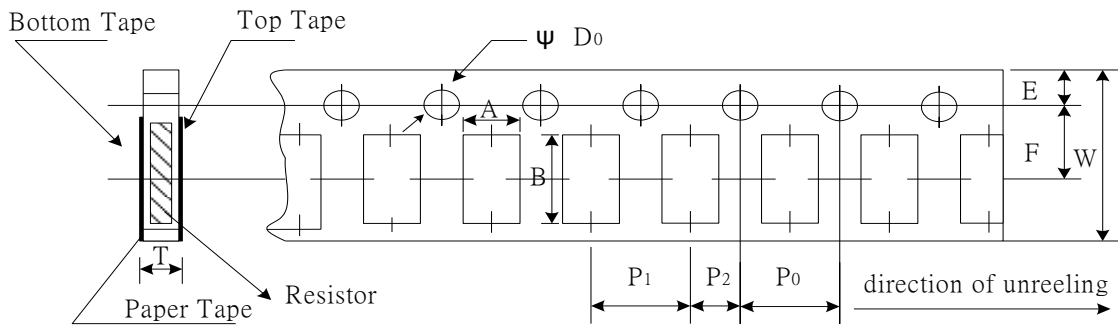 Bottom Tape
Top Tape
Ψ D₀
E
A
F
W
B
T
P₁
P₂
P₀
direction of unreeling
Resistor
Paper Tape